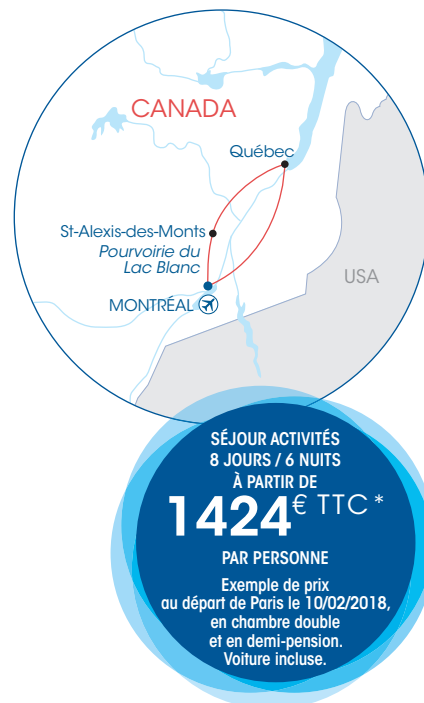 CANADA
Québec
St-Alexis-des-Monts
Pourvoirie du
Lac Blanc
MONTRÉAL
USA
SÉJOUR ACTIVITÉS
8 JOURS / 6 NUITS
À PARTIR DE
1424€ TTC*
PAR PERSONNE
Exemple de prix
au départ de Paris le 10/02/2018,
en chambre double
et en demi-pension.
Voiture incluse.